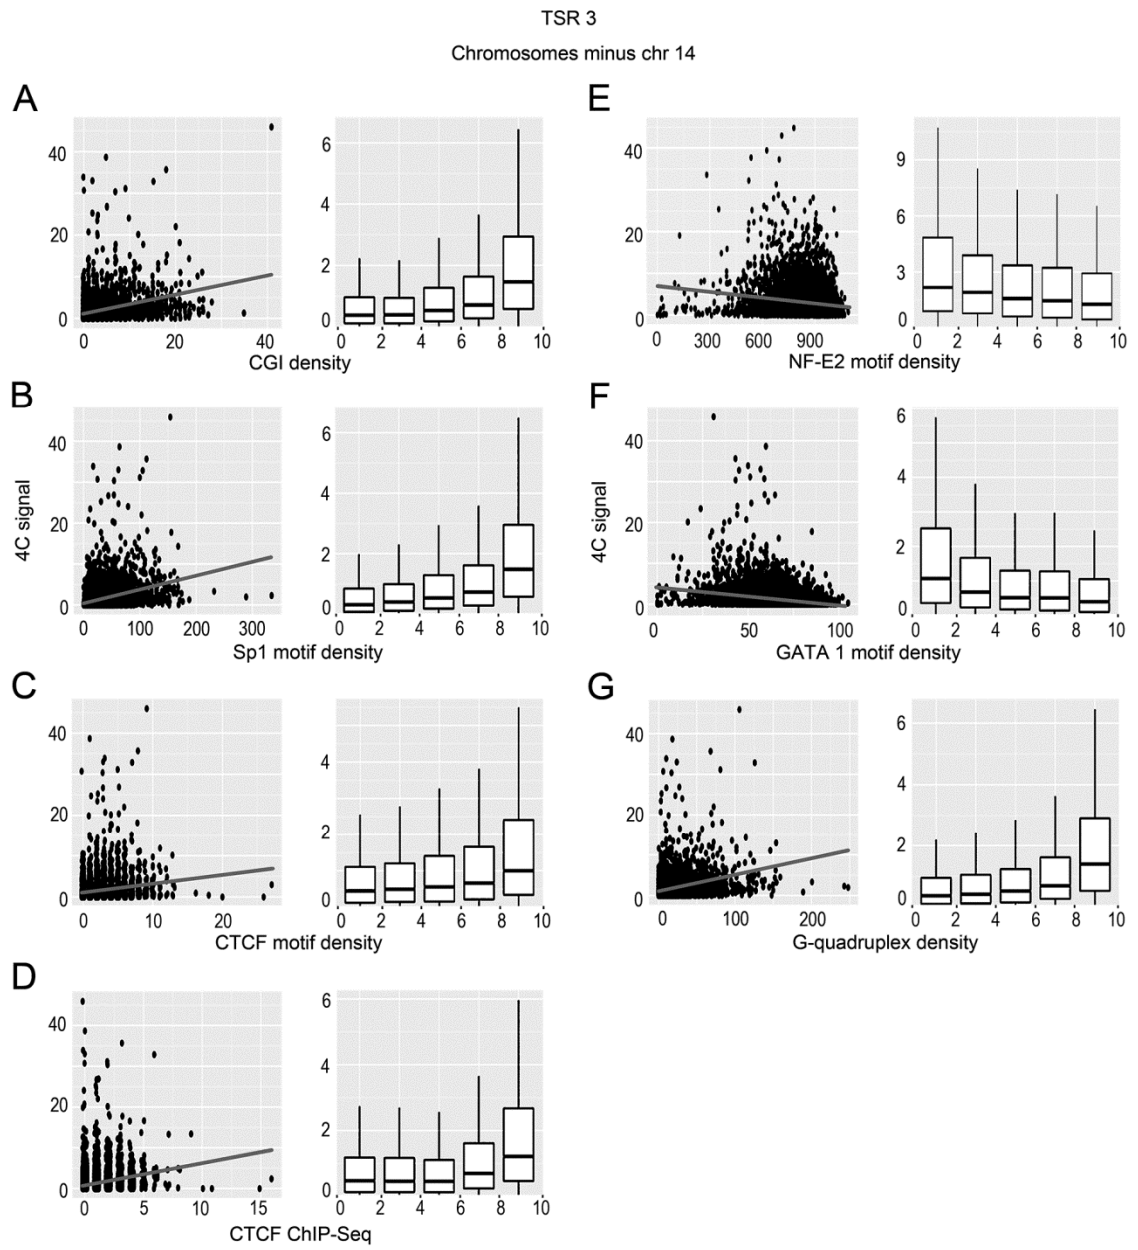 TSR 3
Chromosomes minus chr 14
A
40
20
0
0 20 40
6
4
2
0
0 2 4 6 8 10
CGI density
B
4C signal
40
20
0
0 100 200 300
6
4
2
0
0 2 4 6 8 10
Sp1 motif density
C
40
20
0
0 10 20
4
2
0
0 2 4 6 8 10
CTCF motif density
D
40
20
0
0 5 10 15
6
4
2
0
0 2 4 6 8 10
CTCF ChIP-Seq
E
40
20
0
0 300 600 900
9
6
3
0
0 2 4 6 8 10
NF-E2 motif density
F
4C signal
40
20
0
0 50 100
6
4
2
0
0 2 4 6 8 10
GATA 1 motif density
G
40
20
0
0 100 200
6
4
2
0
0 2 4 6 8 10
G-quadruplex density